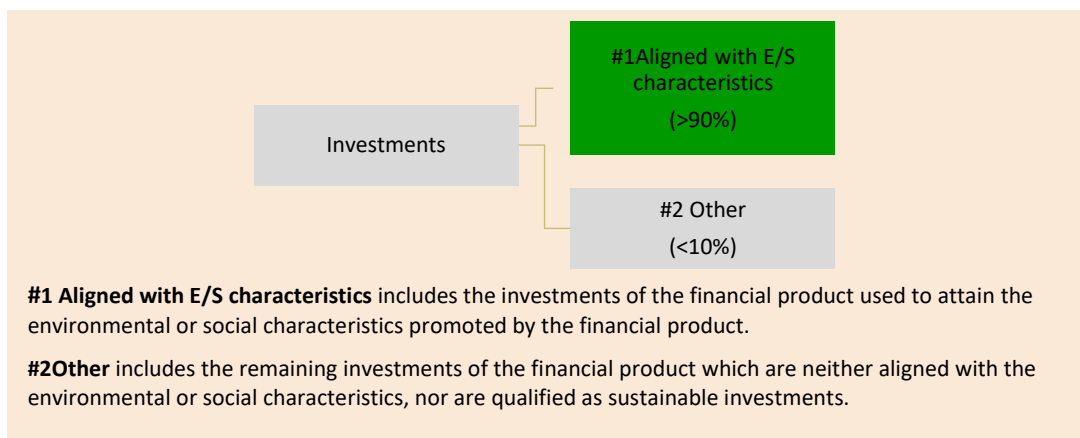 #1Aligned with E/S
characteristics
(>90%)
Investments
#2 Other
(<10%)
#1 Aligned with E/S characteristics includes the investments of the financial product used to attain the
environmental or social characteristics promoted by the financial product.
#2Other includes the remaining investments of the financial product which are neither aligned with the
environmental or social characteristics, nor are qualified as sustainable investments.